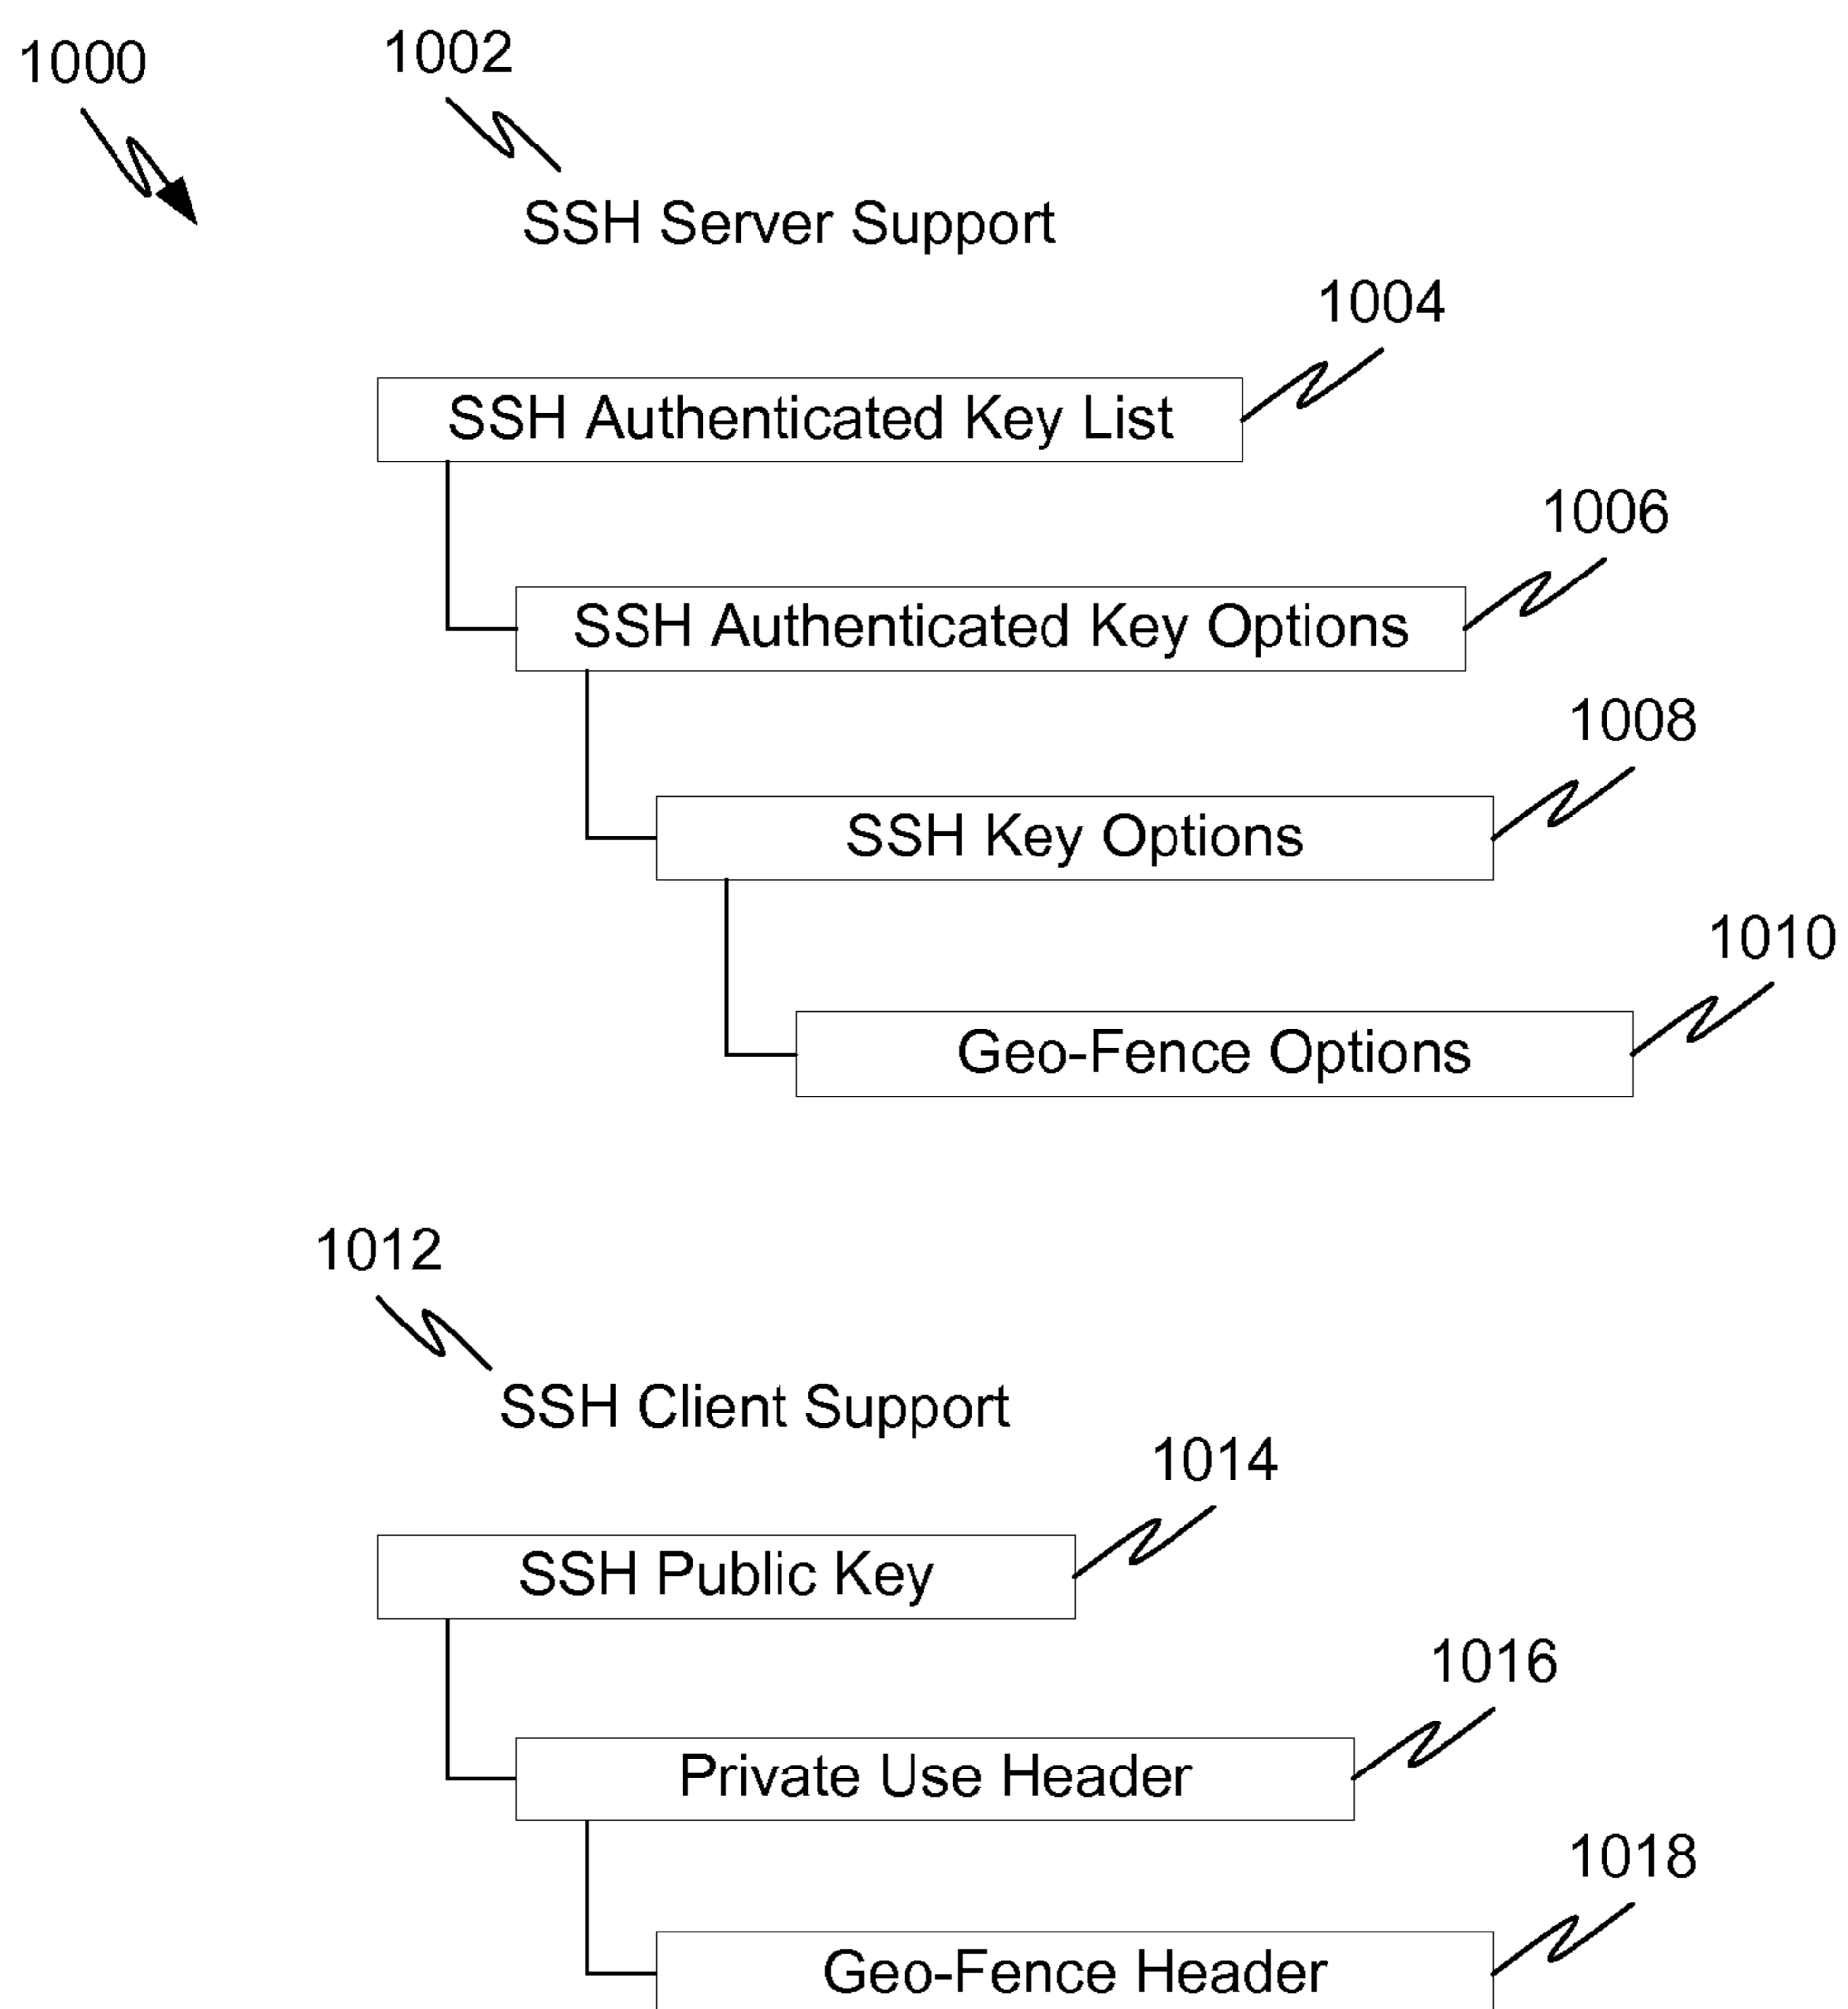 1000
1002
SSH Server Support
1004
SSH Authenticated Key List
1006
SSH Authenticated Key Options
1008
SSH Key Options
1010
Geo-Fence Options
1012
SSH Client Support
1014
SSH Public Key
1016
Private Use Header
1018
Geo-Fence Header